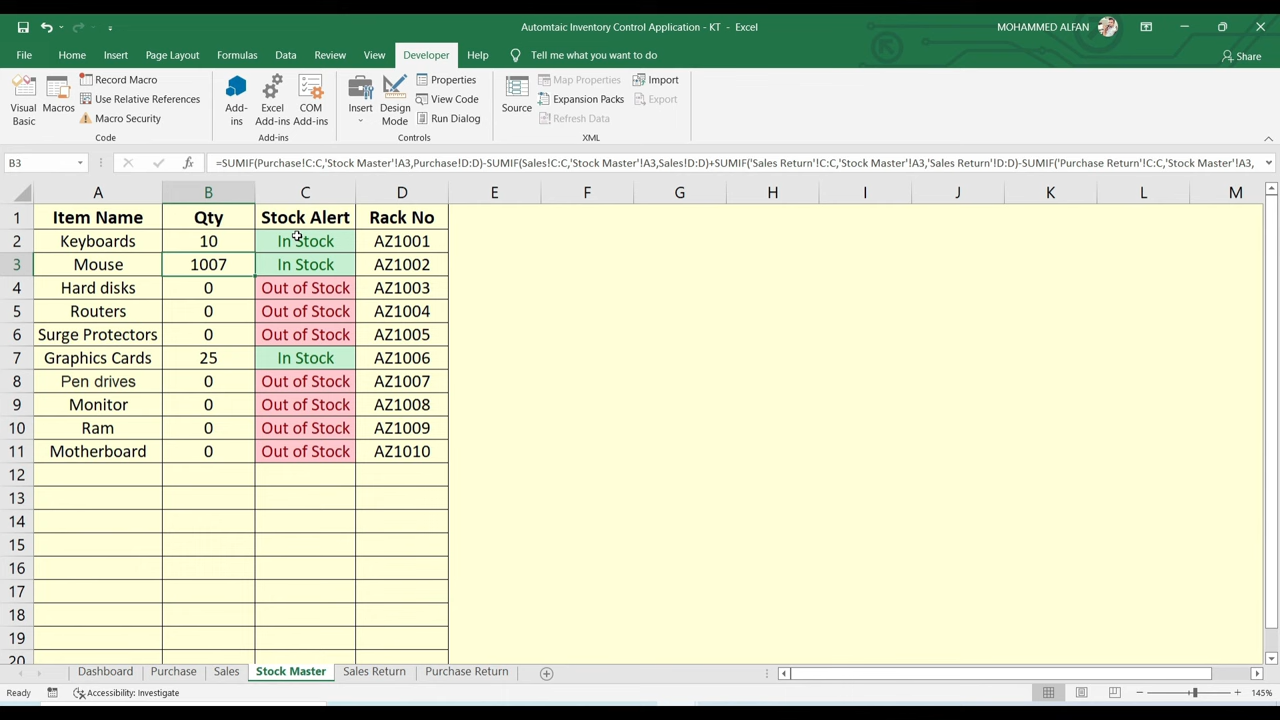 Automtaic Inventory Control Application - KT - Excel
MOHAMMED ALFAN
File Home Insert Page Layout Formulas Data Review View Developer Help Tell me what you want to do Share
Visual Basic
Macros
Record Macro
Use Relative References
Macro Security
Code
Add-ins
Excel Add-ins
COM Add-ins
Add-ins
Insert
Design Mode
Properties
View Code
Run Dialog
Controls
Source
Map Properties
Expansion Packs
Refresh Data
Import
Export
XML
B3 fx =SUMIF(Purchase!C:C,'Stock Master'!A3,Purchase!D:D)-SUMIF(Sales!C:C,'Stock Master'!A3,Sales!D:D)+SUMIF('Sales Return'!C:C,'Stock Master'!A3,'Sales Return'!D:D)-SUMIF('Purchase Return'!C:C,'Stock Master'!A3,
A B C D E F G H I J K L M
1 Item Name Qty Stock Alert Rack No
2 Keyboards 10 In Stock AZ1001
3 Mouse 1007 In Stock AZ1002
4 Hard disks 0 Out of Stock AZ1003
5 Routers 0 Out of Stock AZ1004
6 Surge Protectors 0 Out of Stock AZ1005
7 Graphics Cards 25 In Stock AZ1006
8 Pen drives 0 Out of Stock AZ1007
9 Monitor 0 Out of Stock AZ1008
10 Ram 0 Out of Stock AZ1009
11 Motherboard 0 Out of Stock AZ1010
12
13
14
15
16
17
18
19
20
Dashboard Purchase Sales Stock Master Sales Return Purchase Return
Ready Accessibility: Investigate 145%